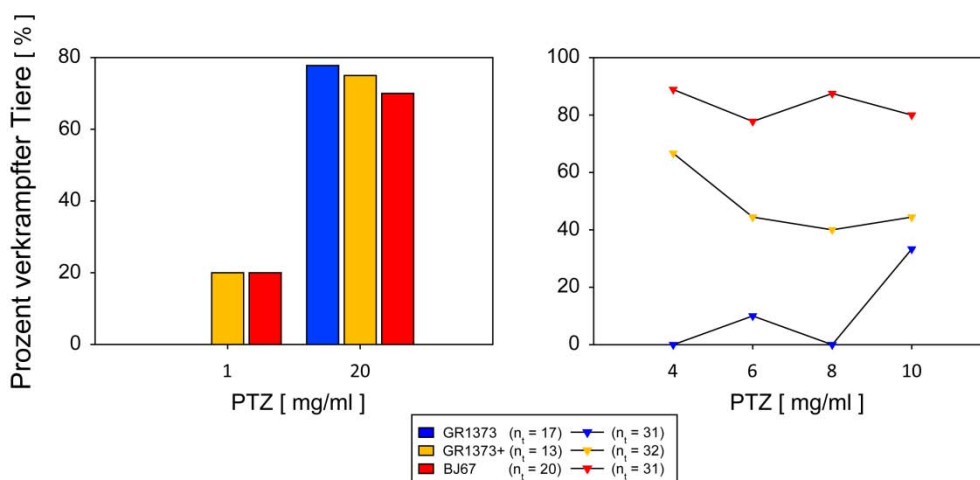 Prozent verkrampfter Tiere [ % ]
80
60
40
20
0
1 20
PTZ [ mg/ml ]
100
80
60
40
20
0
4 6 8 10
PTZ [ mg/ml ]
GR1373 (nt = 17) (nt = 31)
GR1373+ (nt = 13) (nt = 32)
BJ67 (nt = 20) (nt = 31)